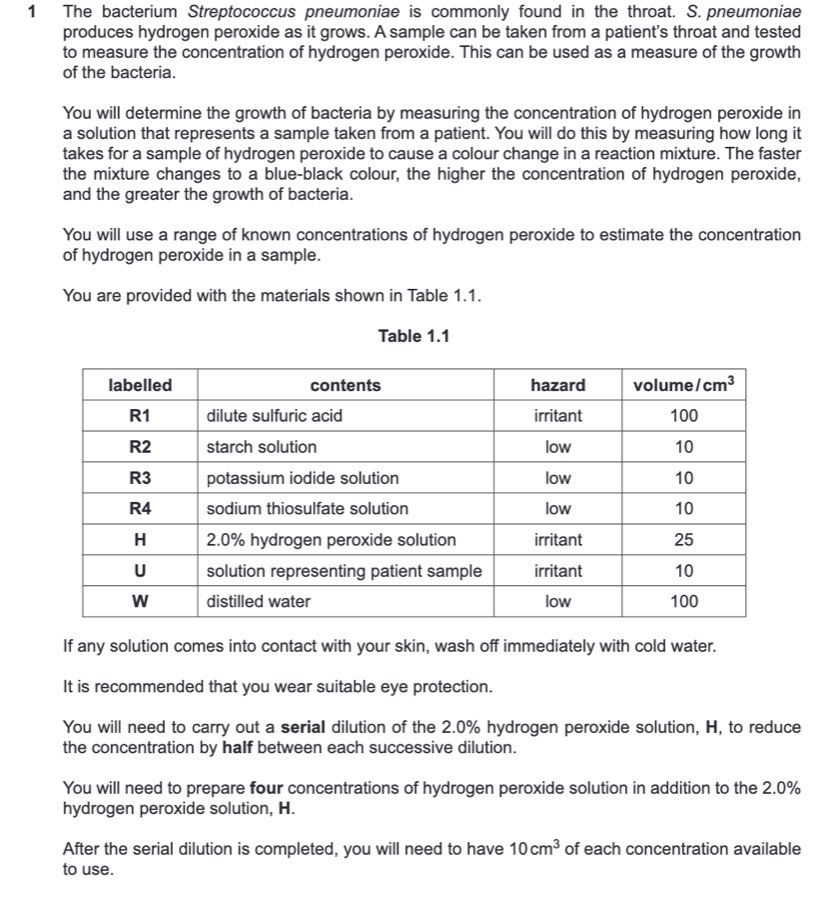 1 The bacterium Streptococcus pneumoniae is commonly found in the throat. S. pneumoniae
produces hydrogen peroxide as it grows. A sample can be taken from a patient's throat and tested
to measure the concentration of hydrogen peroxide. This can be used as a measure of the growth
of the bacteria.
You will determine the growth of bacteria by measuring the concentration of hydrogen peroxide in
a solution that represents a sample taken from a patient. You will do this by measuring how long it
takes for a sample of hydrogen peroxide to cause a colour change in a reaction mixture. The faster
the mixture changes to a blue-black colour, the higher the concentration of hydrogen peroxide,
and the greater the growth of bacteria.
You will use a range of known concentrations of hydrogen peroxide to estimate the concentration
of hydrogen peroxide in a sample.
You are provided with the materials shown in Table 1.1.
Table 1.1
labelled contents hazard volume/cm³
R1 dilute sulfuric acid irritant 100
R2 starch solution low 10
R3 potassium iodide solution low 10
R4 sodium thiosulfate solution low 10
H 2.0% hydrogen peroxide solution irritant 25
U solution representing patient sample irritant 10
W distilled water low 100
If any solution comes into contact with your skin, wash off immediately with cold water.
It is recommended that you wear suitable eye protection.
You will need to carry out a serial dilution of the 2.0% hydrogen peroxide solution, H, to reduce
the concentration by half between each successive dilution.
You will need to prepare four concentrations of hydrogen peroxide solution in addition to the 2.0%
hydrogen peroxide solution, H.
After the serial dilution is completed, you will need to have 10 cm³ of each concentration available
to use.